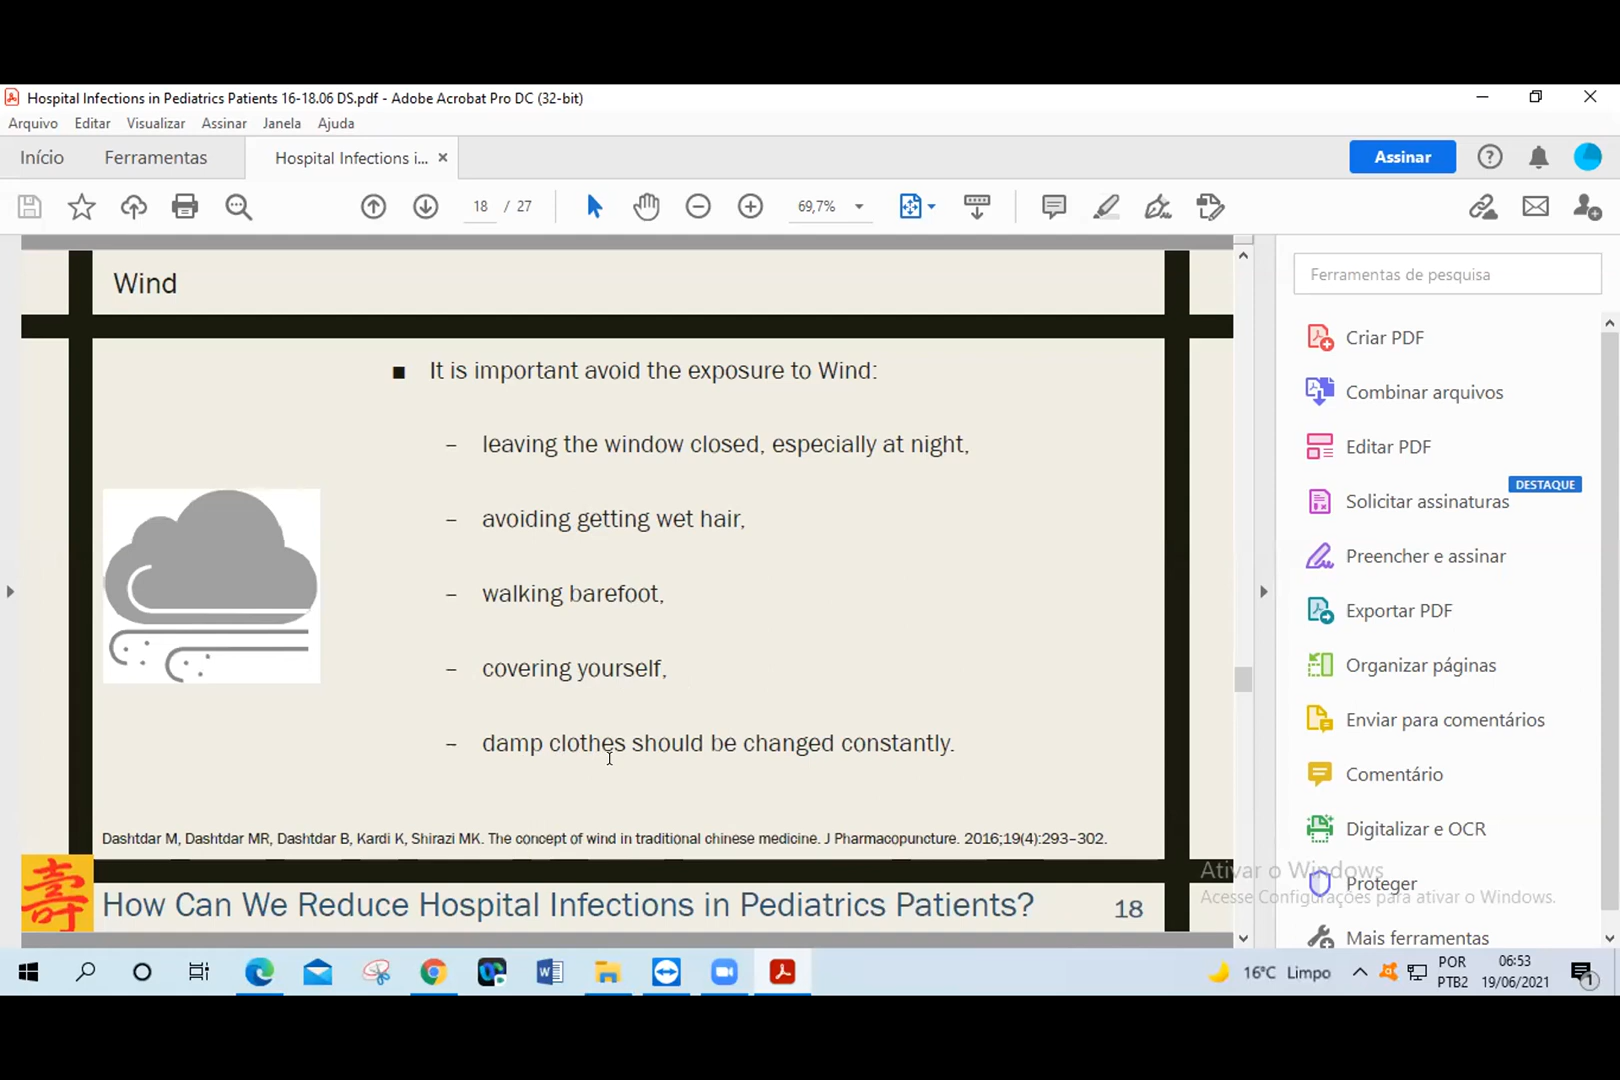 Hospital Infections in Pediatrics Patients 16-18.06 DS.pdf - Adobe Acrobat Pro DC (32-bit)
Arquivo Editar Visualizar Assinar Janela Ajuda
Início Ferramentas Hospital Infections i... × Assinar
18 / 27 69,7%
Wind
■ It is important avoid the exposure to Wind:
– leaving the window closed, especially at night,
– avoiding getting wet hair,
– walking barefoot,
– covering yourself,
– damp clothes should be changed constantly.
Dashtdar M, Dashtdar MR, Dashtdar B, Kardi K, Shirazi MK. The concept of wind in traditional chinese medicine. J Pharmacopuncture. 2016;19(4):293–302.
壽
How Can We Reduce Hospital Infections in Pediatrics Patients? 18
Ferramentas de pesquisa
Criar PDF
Combinar arquivos
Editar PDF
DESTAQUE
Solicitar assinaturas
Preencher e assinar
Exportar PDF
Organizar páginas
Enviar para comentários
Comentário
Digitalizar e OCR
Proteger
Mais ferramentas
Ativar o Windows
Acesse Configurações para ativar o Windows.
16°C Limpo
POR
PTB2
06:53
19/06/2021
1